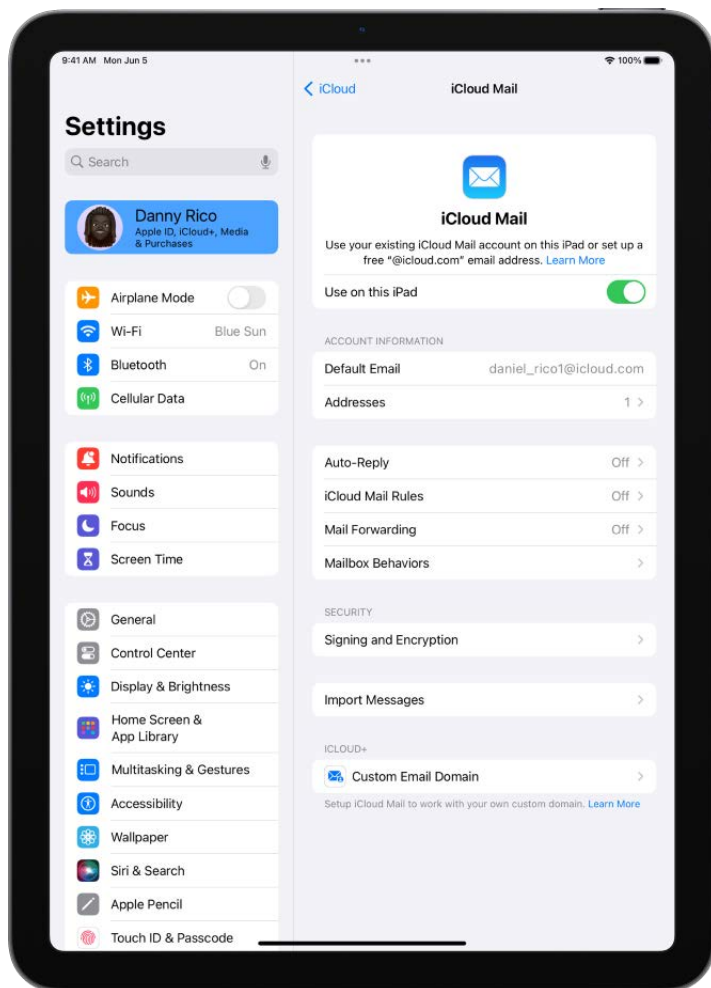 9:41 AM Mon Jun 5
100%
Settings
Search
Danny Rico
Apple ID, iCloud+, Media
& Purchases
Airplane Mode
Wi-Fi Blue Sun
Bluetooth On
Cellular Data
Notifications
Sounds
Focus
Screen Time
General
Control Center
Display & Brightness
Home Screen &
App Library
Multitasking & Gestures
Accessibility
Wallpaper
Siri & Search
Apple Pencil
Touch ID & Passcode
iCloud
iCloud Mail
iCloud Mail
Use your existing iCloud Mail account on this iPad or set up a
free "@icloud.com" email address. Learn More
Use on this iPad
ACCOUNT INFORMATION
Default Email daniel_rico1@icloud.com
Addresses 1
Auto-Reply Off
iCloud Mail Rules Off
Mail Forwarding Off
Mailbox Behaviors
SECURITY
Signing and Encryption
Import Messages
ICLOUD+
Custom Email Domain
Setup iCloud Mail to work with your own custom domain. Learn More